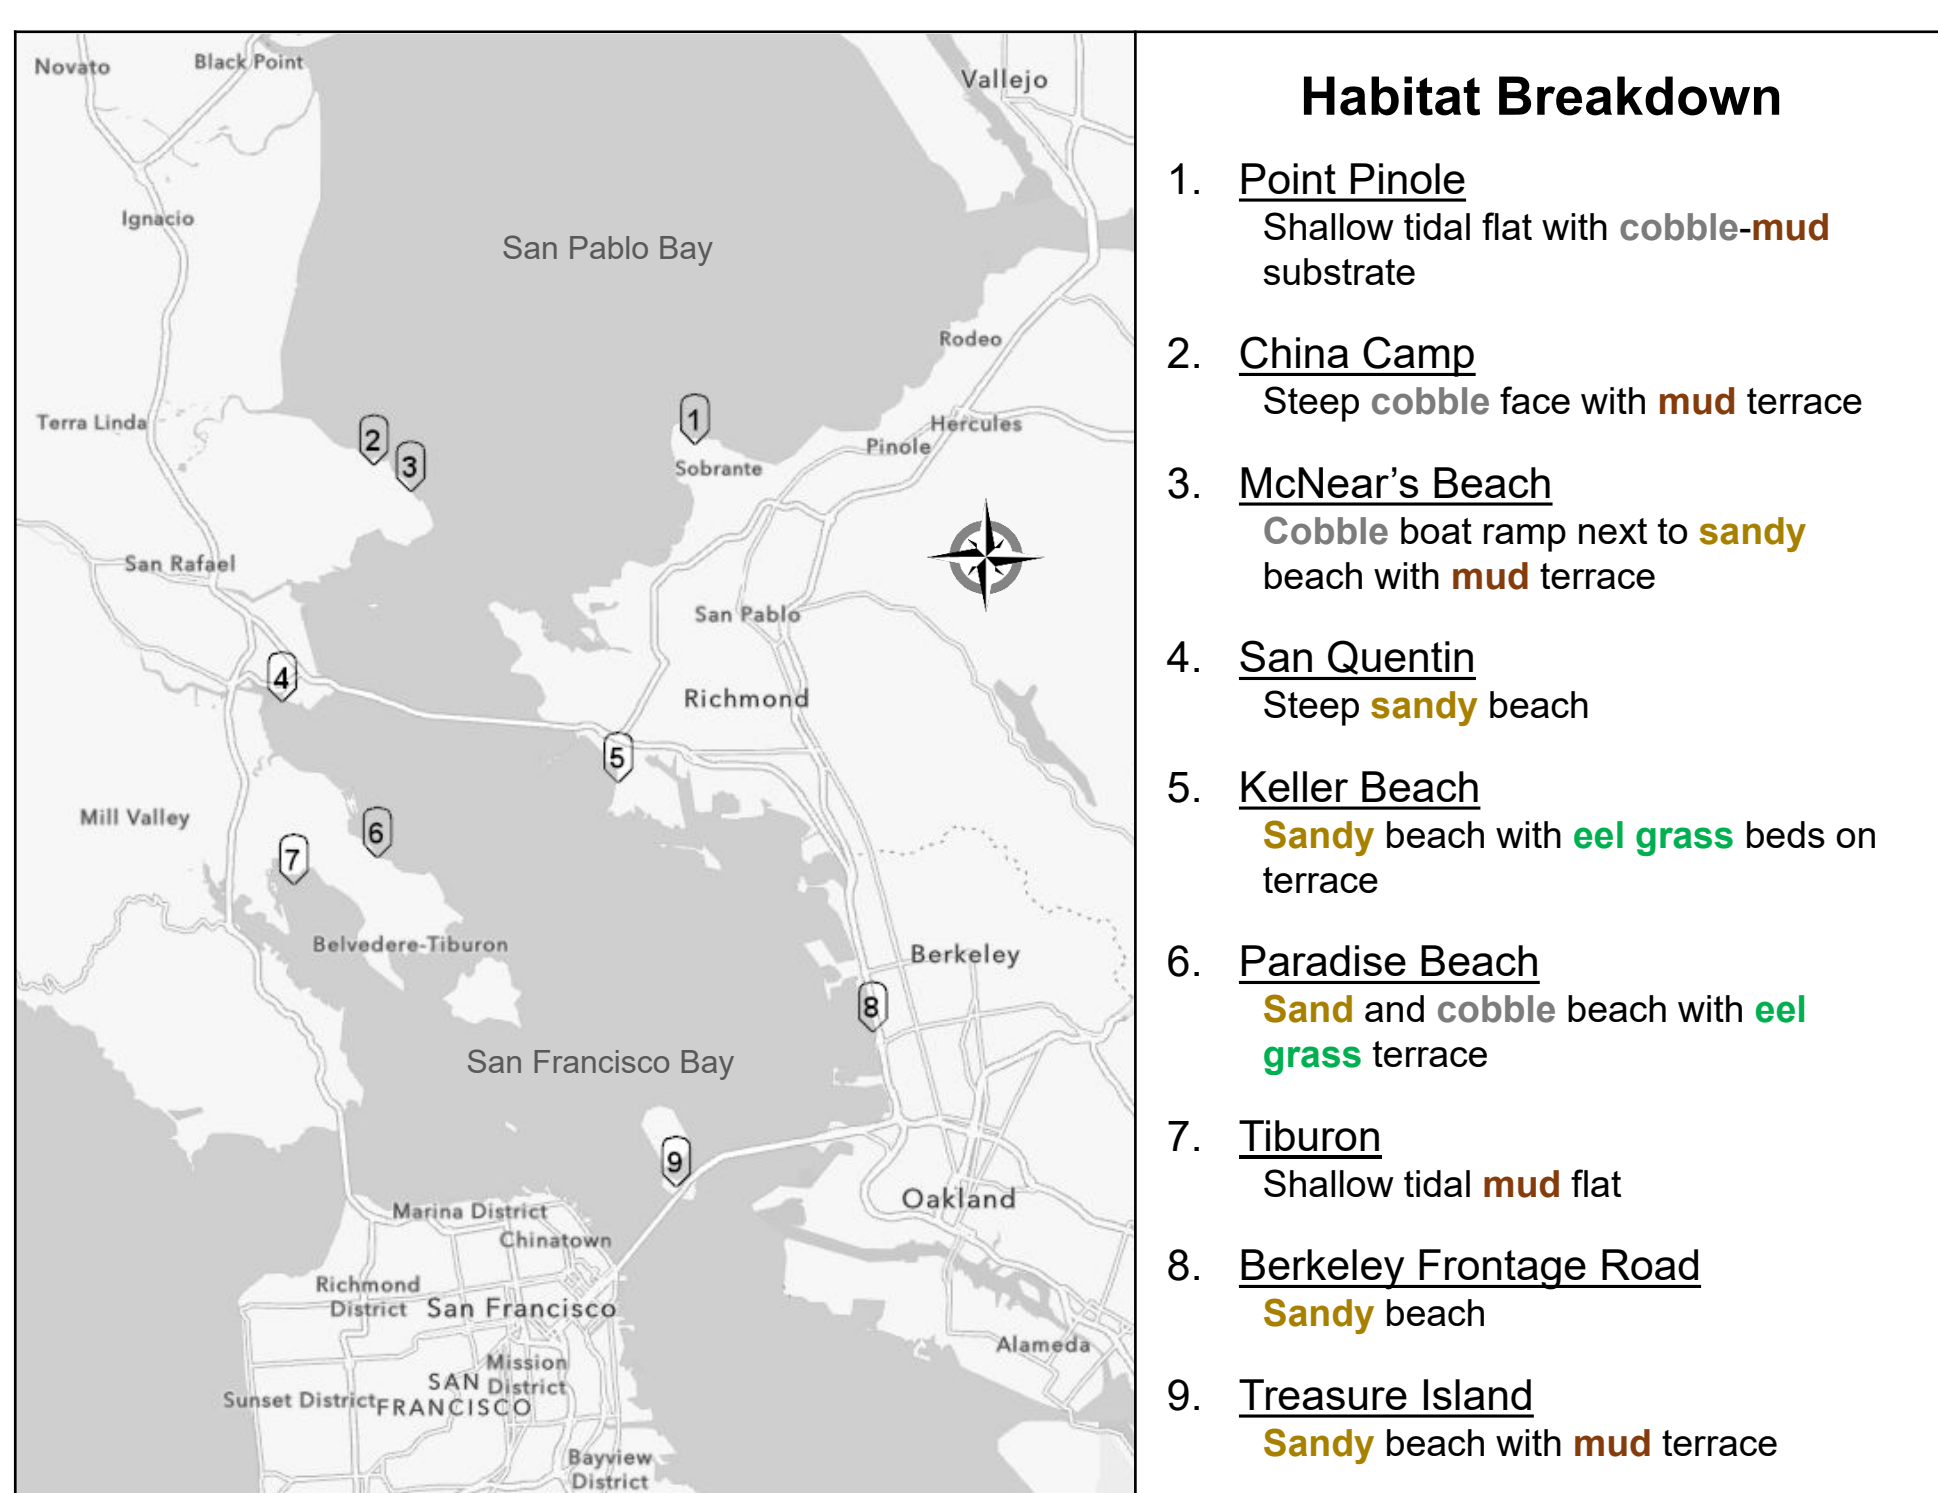 Novato
Black Point
Vallejo
Ignacio
San Pablo Bay
Rodeo
Terra Linda
1
Hercules
2
Pinole
3
Sobrante
San Rafael
San Pablo
4
Richmond
5
Mill Valley
6
7
Belvedere-Tiburon
Berkeley
8
San Francisco Bay
9
Oakland
Marina District
Chinatown
Richmond
District
San Francisco
Alameda
Mission
District
SAN
FRANCISCO
Sunset District
Bayview
District
Habitat Breakdown
1. Point Pinole
Shallow tidal flat with cobble-mud
substrate
2. China Camp
Steep cobble face with mud terrace
3. McNear’s Beach
Cobble boat ramp next to sandy
beach with mud terrace
4. San Quentin
Steep sandy beach
5. Keller Beach
Sandy beach with eel grass beds on
terrace
6. Paradise Beach
Sand and cobble beach with eel
grass terrace
7. Tiburon
Shallow tidal mud flat
8. Berkeley Frontage Road
Sandy beach
9. Treasure Island
Sandy beach with mud terrace